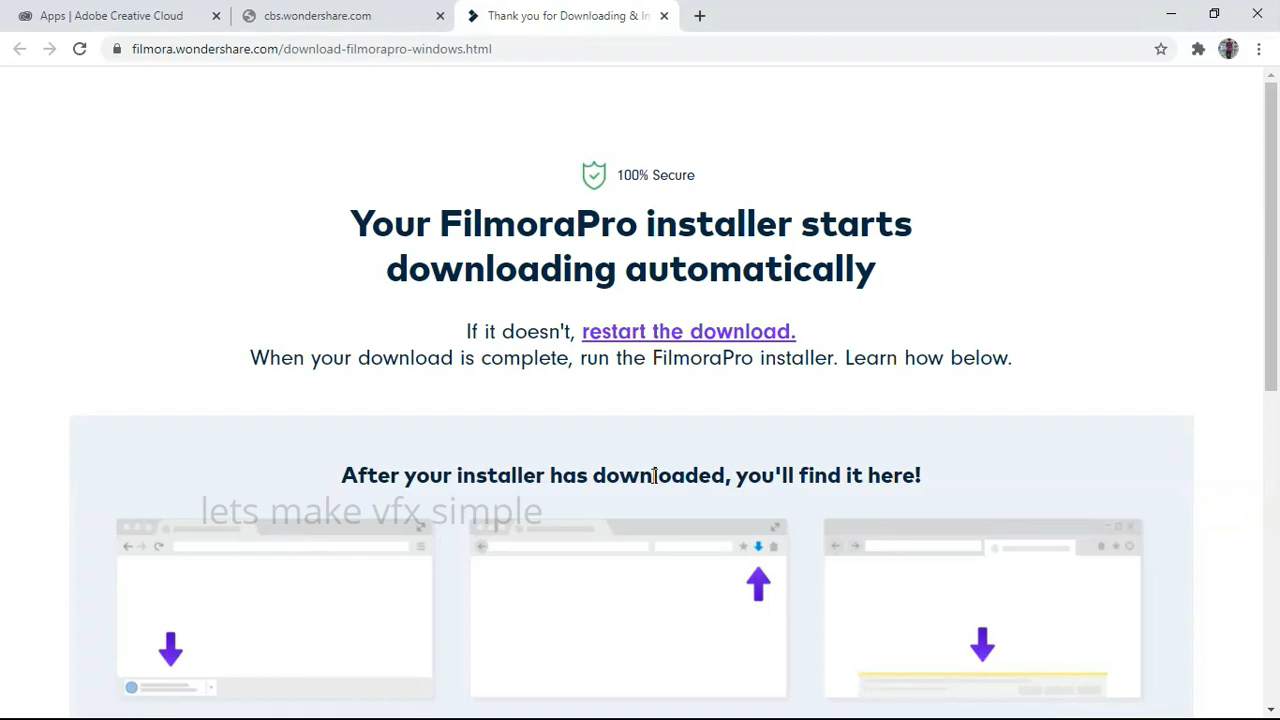 Apps | Adobe Creative Cloud
cbs.wondershare.com
Thank you for Downloading & In
filmora.wondershare.com/download-filmorapro-windows.html
100% Secure
Your FilmoraPro installer starts
downloading automatically
If it doesn't, restart the download.
When your download is complete, run the FilmoraPro installer. Learn how below.
After your installer has downloaded, you'll find it here!
lets make vfx simple